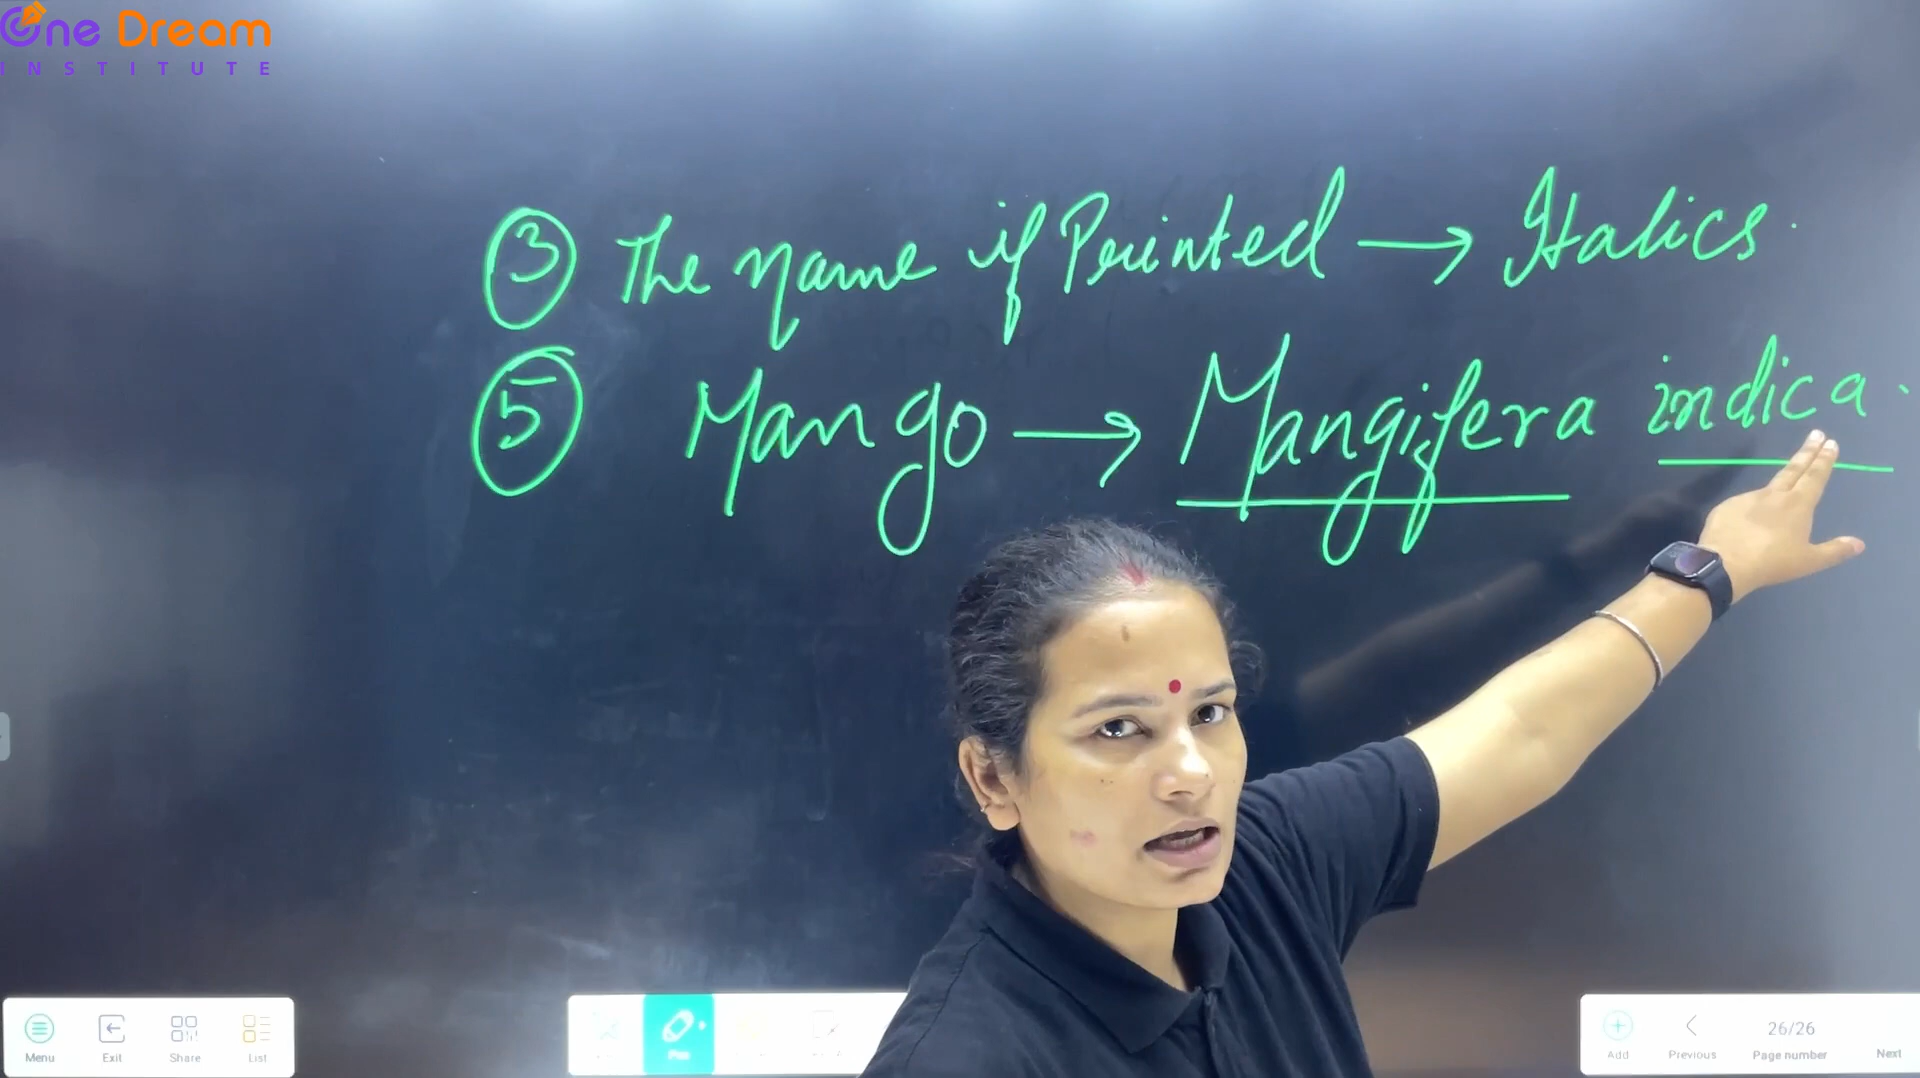 One Dream
INSTITUTE
③ The name if Printed → Italics.
⑤ Mango → Mangifera indica.
Menu Exit Share List
Pen
Add Previous 26/26 Page number Next